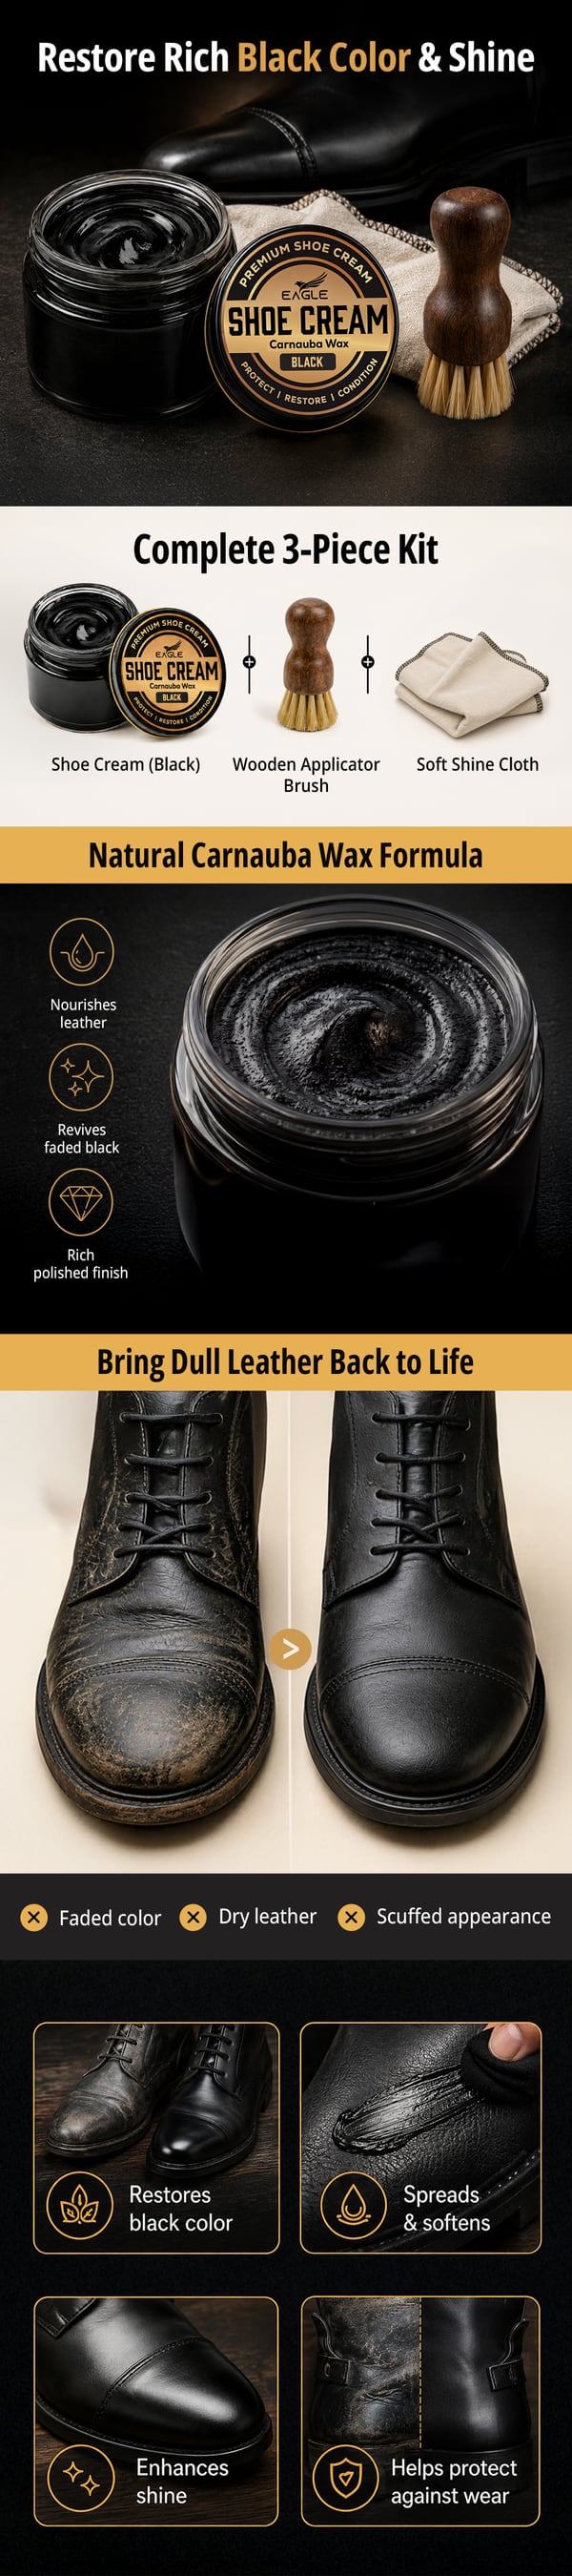 Restore Rich Black Color & Shine
PREMIUM SHOE CREAM
EAGLE
SHOE CREAM
Carnauba Wax
BLACK
PROTECT | RESTORE | CONDITION
Complete 3-Piece Kit
PREMIUM SHOE CREAM
EAGLE
SHOE CREAM
Carnauba Wax
BLACK
PROTECT | RESTORE | CONDITION
Shoe Cream (Black)
Wooden Applicator
Brush
Soft Shine Cloth
Natural Carnauba Wax Formula
Nourishes
leather
Revives
faded black
Rich
polished finish
Bring Dull Leather Back to Life
Faded color
Dry leather
Scuffed appearance
Restores
black color
Spreads
& softens
Enhances
shine
Helps protect
against wear